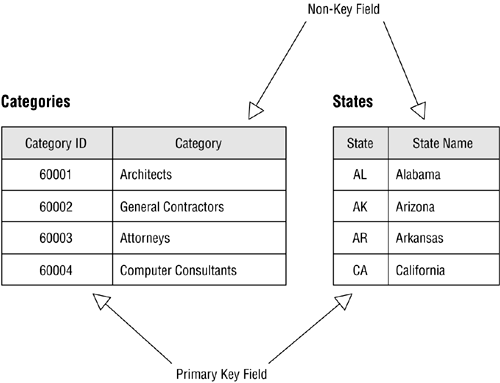 Non-Key Field
Categories
Category ID Category
60001 Architects
60002 General Contractors
60003 Attorneys
60004 Computer Consultants
States
State State Name
AL Alabama
AK Arizona
AR Arkansas
CA California
Primary Key Field